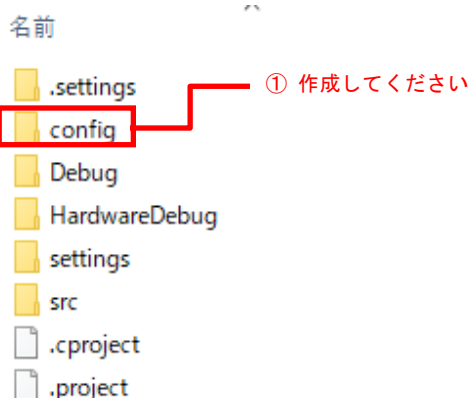 名前
.settings
① 作成してください
config
Debug
HardwareDebug
settings
src
.cproject
.project